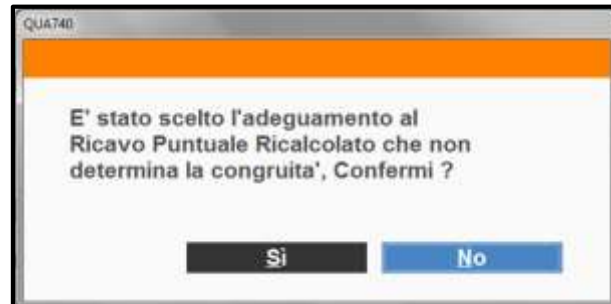 QUA740
E' stato scelto l'adeguamento al
Ricavo Puntuale Ricalcolato che non
determina la congruita', Confermi ?
Sì
No